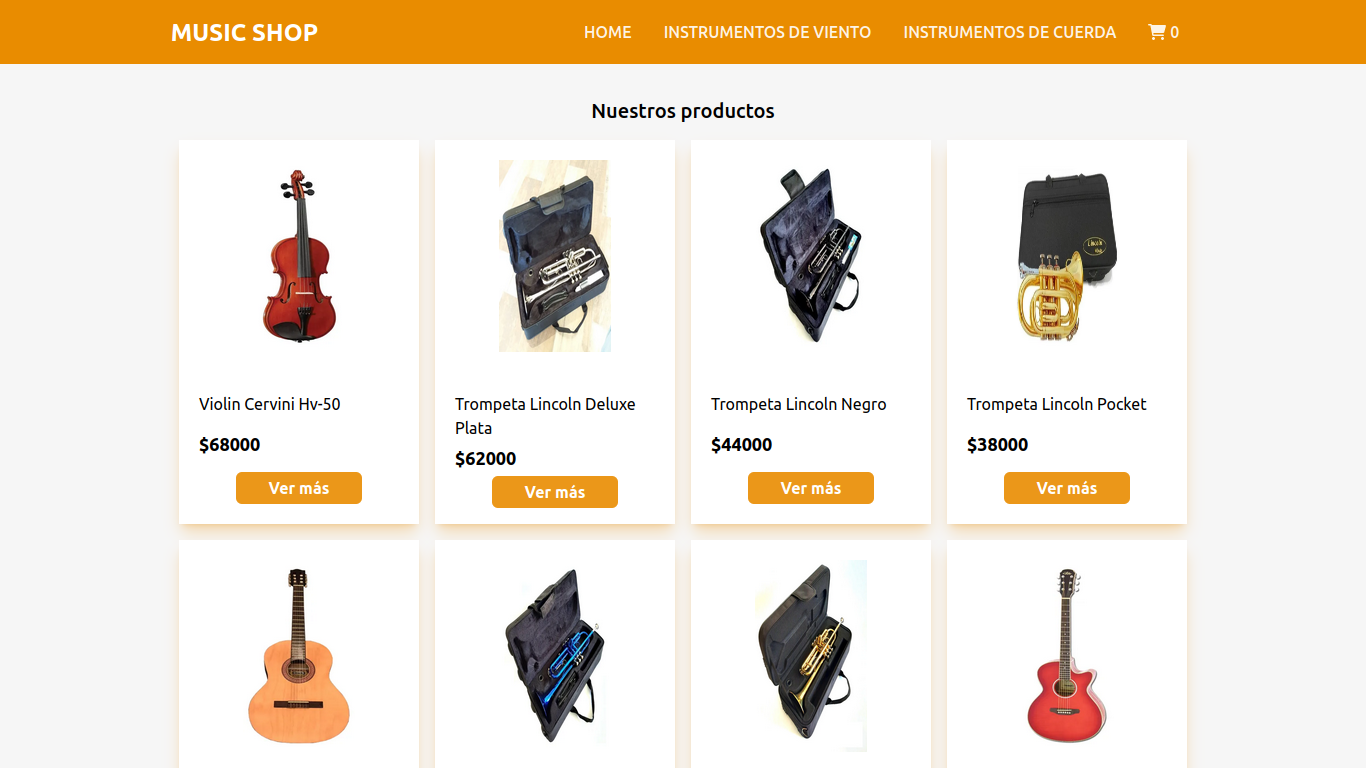 MUSIC SHOP
HOME
INSTRUMENTOS DE VIENTO
INSTRUMENTOS DE CUERDA
0
Nuestros productos
Violin Cervini Hv-50
$68000
Ver más
Trompeta Lincoln Deluxe
Plata
$62000
Ver más
Trompeta Lincoln Negro
$44000
Ver más
Lincoln
Trompeta Lincoln Pocket
$38000
Ver más